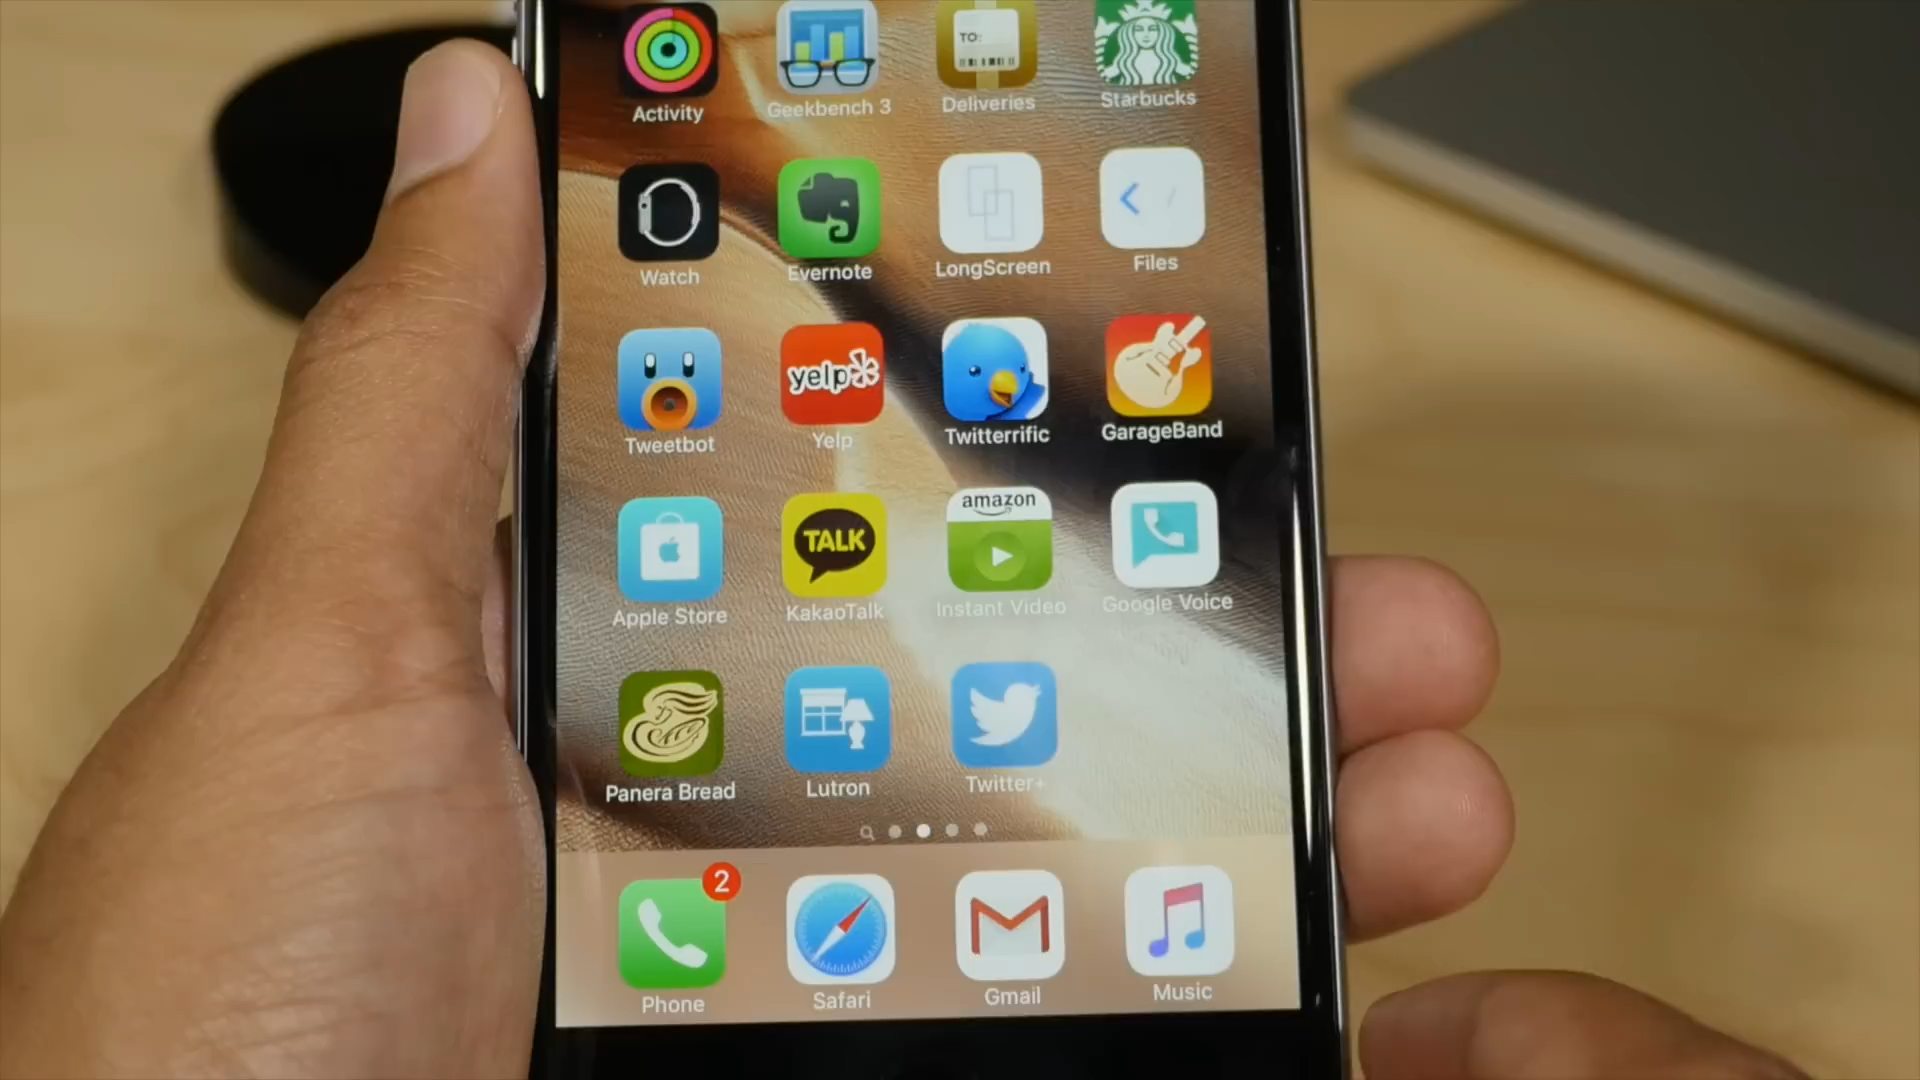 TO:
Activity
Geekbench 3
Deliveries
Starbucks
Watch
Evernote
LongScreen
Files
yelp
amazon
Tweetbot
Yelp
Twitterrific
GarageBand
TALK
Apple Store
KakaoTalk
Instant Video
Google Voice
Panera Bread
Lutron
Twitter+
2
Phone
Safari
Gmail
Music